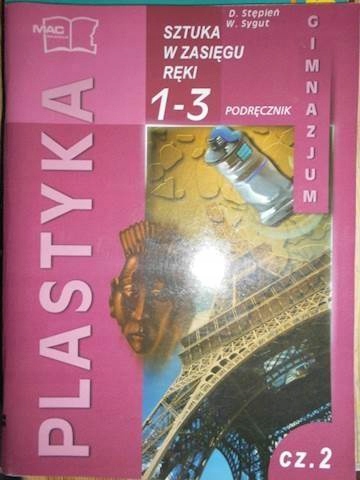 MAC
D. Stępień
W. Sygut
SZTUKA
W ZASIĘGU
RĘKI
1-3 PODRĘCZNIK
GIMNAZJUM
PLASTYKA
cz.2